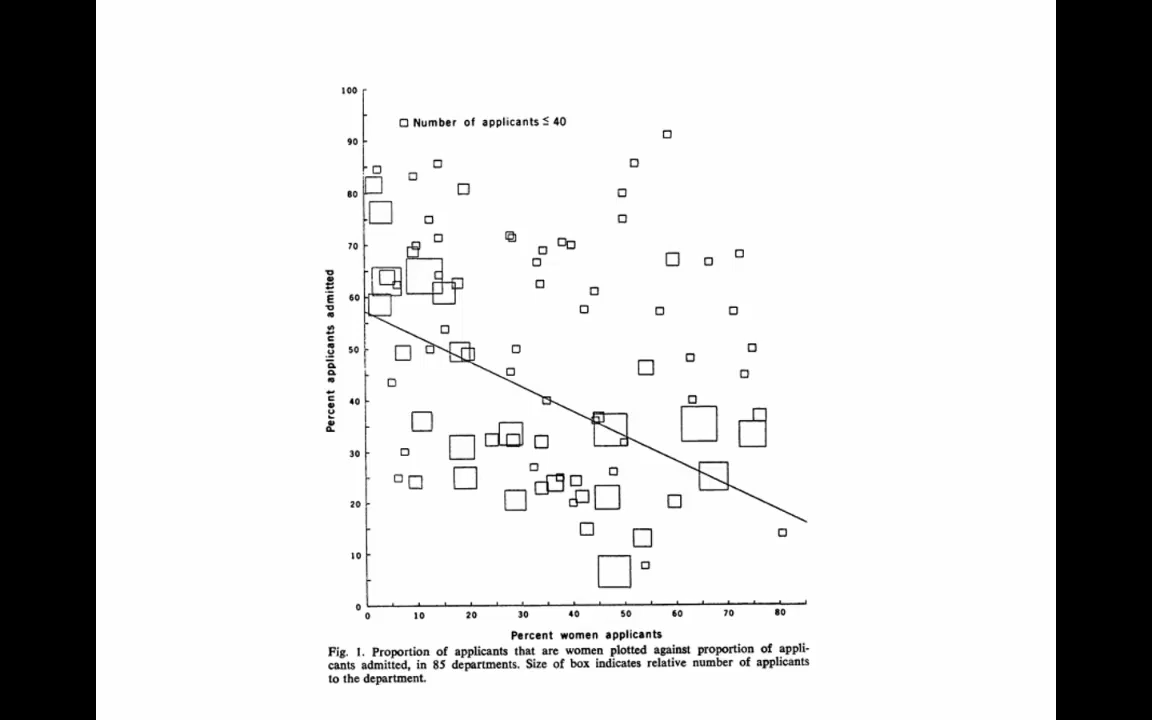 100
□ Number of applicants ≤ 40
90
80
70
60
50
40
30
20
10
0
Percent applicants admitted
0 10 20 30 40 50 60 70 80
Percent women applicants
Fig. 1. Proportion of applicants that are women plotted against proportion of appli-
cants admitted, in 85 departments. Size of box indicates relative number of applicants
to the department.